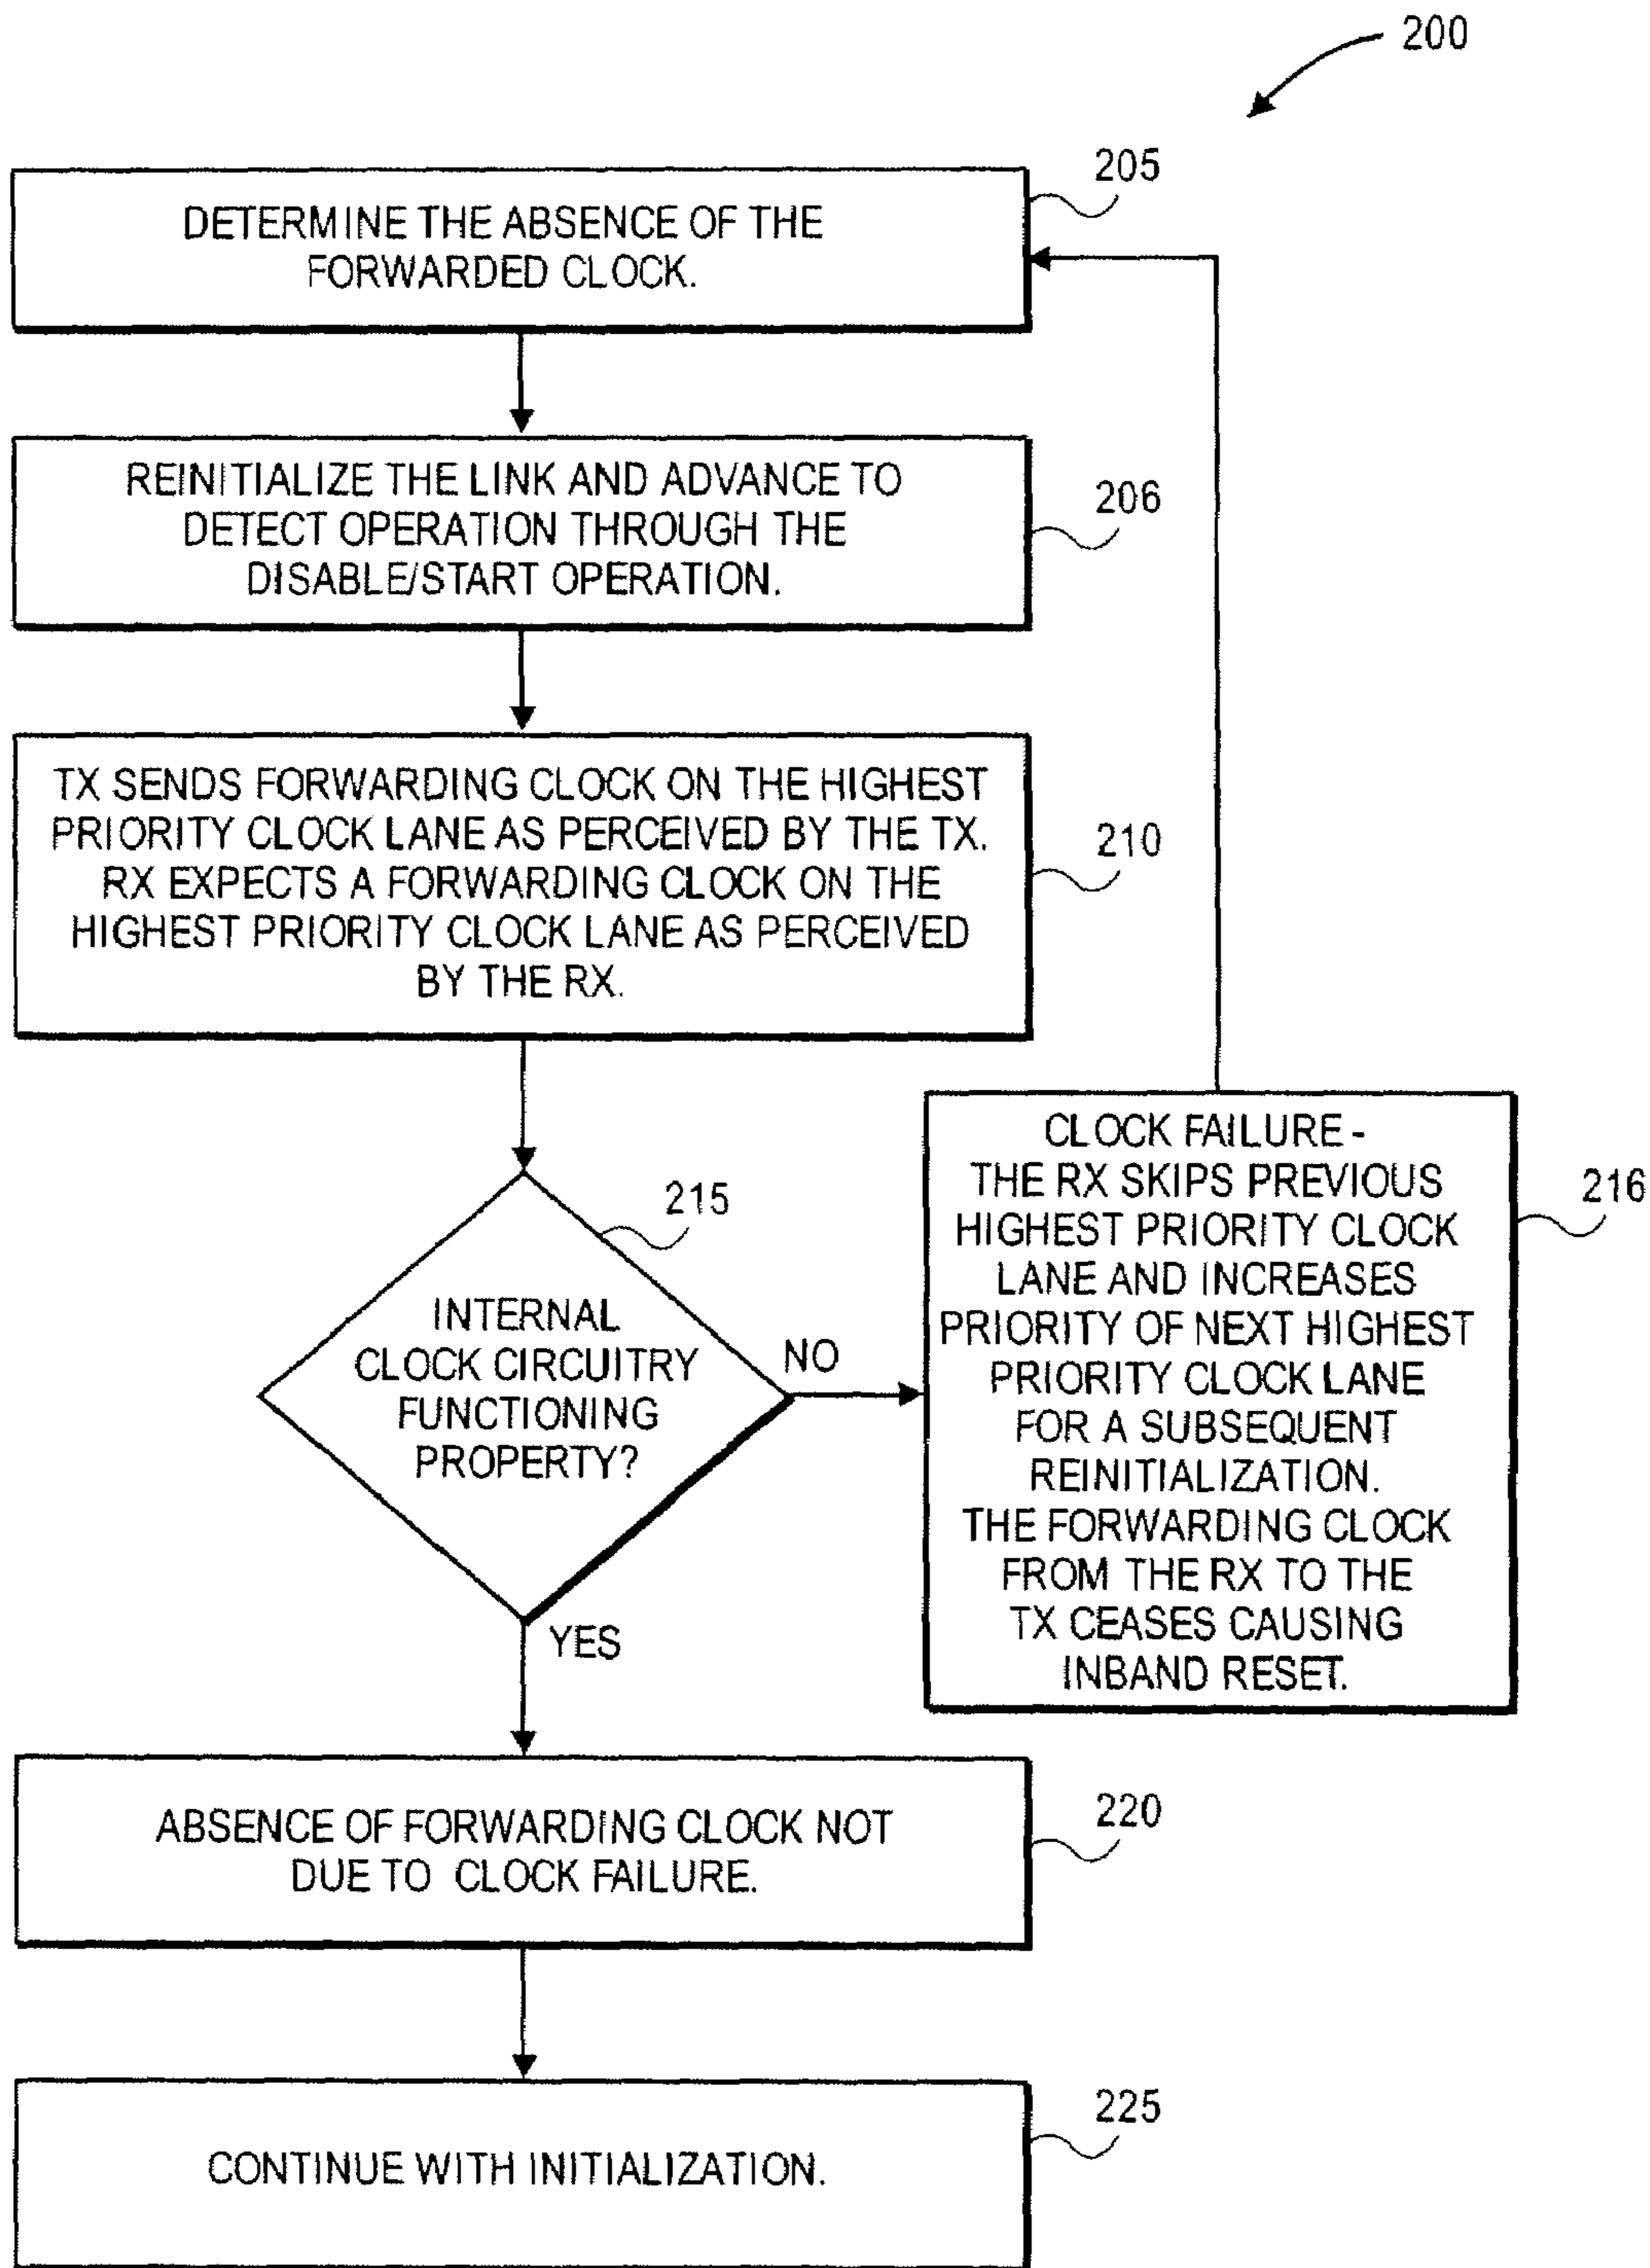 200
205
DETERMINE THE ABSENCE OF THE
FORWARDED CLOCK.
REINITIALIZE THE LINK AND ADVANCE TO
DETECT OPERATION THROUGH THE
DISABLE/START OPERATION.
206
TX SENDS FORWARDING CLOCK ON THE HIGHEST
PRIORITY CLOCK LANE AS PERCEIVED BY THE TX.
RX EXPECTS A FORWARDING CLOCK ON THE
HIGHEST PRIORITY CLOCK LANE AS PERCEIVED
BY THE RX.
210
215
INTERNAL
CLOCK CIRCUITRY
FUNCTIONING
PROPERTY?
NO
YES
CLOCK FAILURE -
THE RX SKIPS PREVIOUS
HIGHEST PRIORITY CLOCK
LANE AND INCREASES
PRIORITY OF NEXT HIGHEST
PRIORITY CLOCK LANE
FOR A SUBSEQUENT
REINITIALIZATION.
THE FORWARDING CLOCK
FROM THE RX TO THE
TX CEASES CAUSING
INBAND RESET.
216
ABSENCE OF FORWARDING CLOCK NOT
DUE TO CLOCK FAILURE.
220
CONTINUE WITH INITIALIZATION.
225